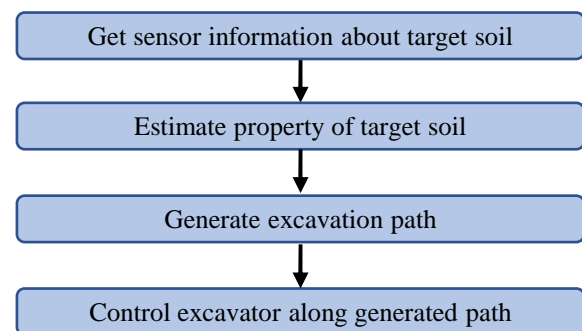 Get sensor information about target soil
Estimate property of target soil
Generate excavation path
Control excavator along generated path